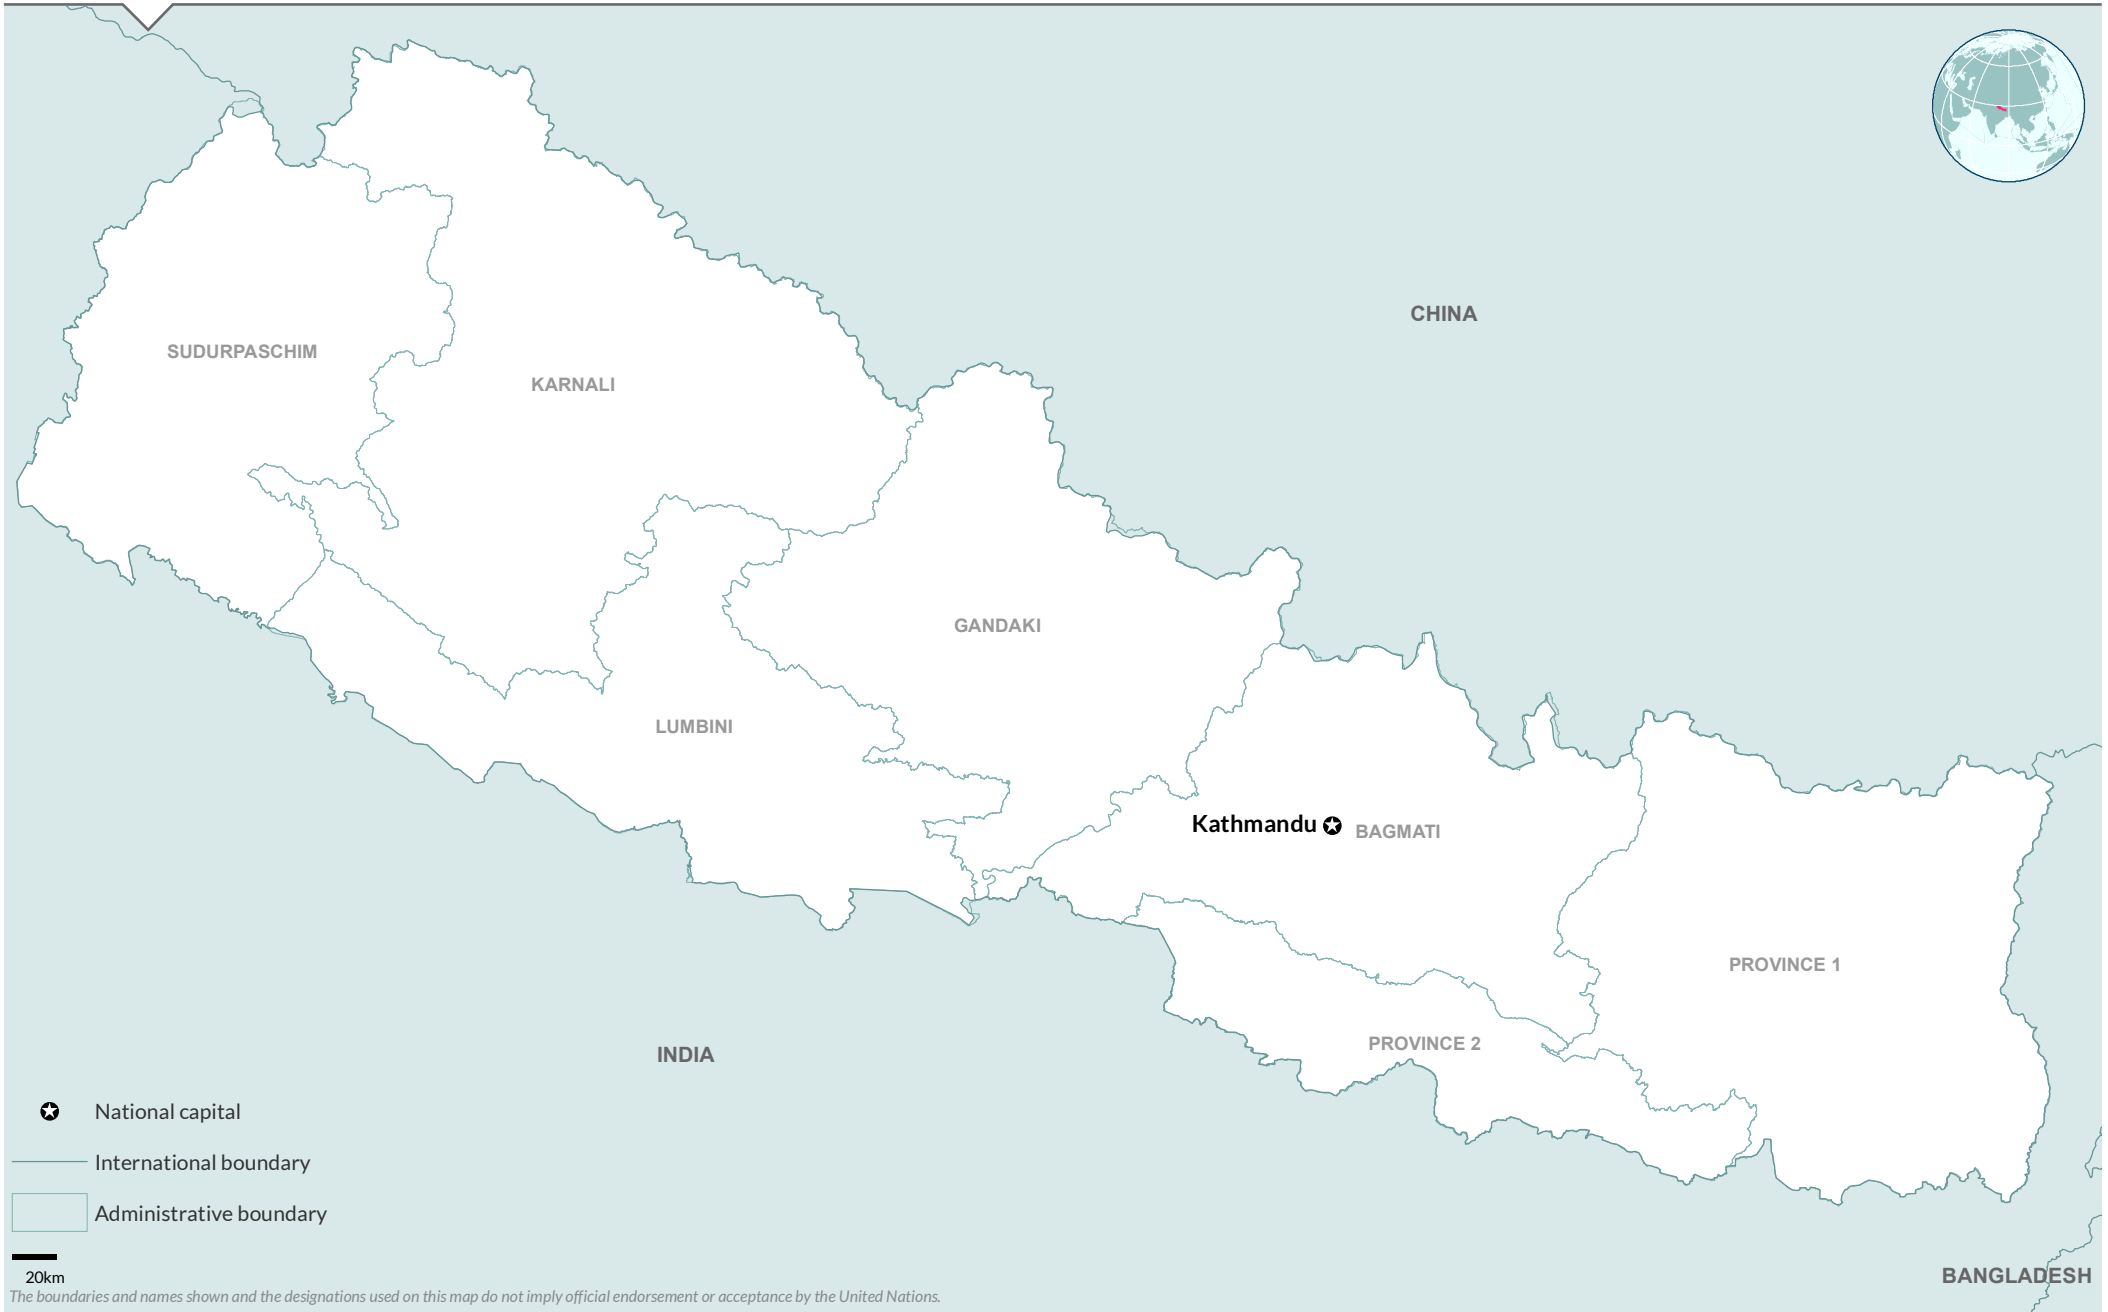 CHINA
SUDURPASCHIM
KARNALI
GANDAKI
LUMBINI
Kathmandu
BAGMATI
PROVINCE 1
PROVINCE 2
INDIA
National capital
International boundary
Administrative boundary
20km
BANGLADESH
The boundaries and names shown and the designations used on this map do not imply official endorsement or acceptance by the United Nations.